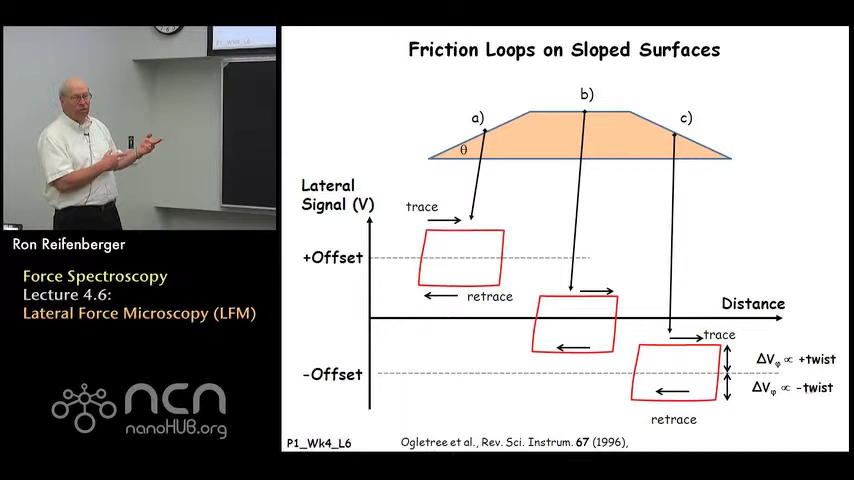 Friction Loops on Sloped Surfaces
a)
b)
c)
θ
Lateral
Signal (V)
trace
+Offset
retrace
Distance
trace
ΔVφ ∝ +twist
-Offset
ΔVφ ∝ -twist
retrace
P1_Wk4_L6
Ogletree et al., Rev. Sci. Instrum. 67 (1996),
Ron Reifenberger
Force Spectroscopy
Lecture 4.6:
Lateral Force Microscopy (LFM)
ncn
nanoHUB.org